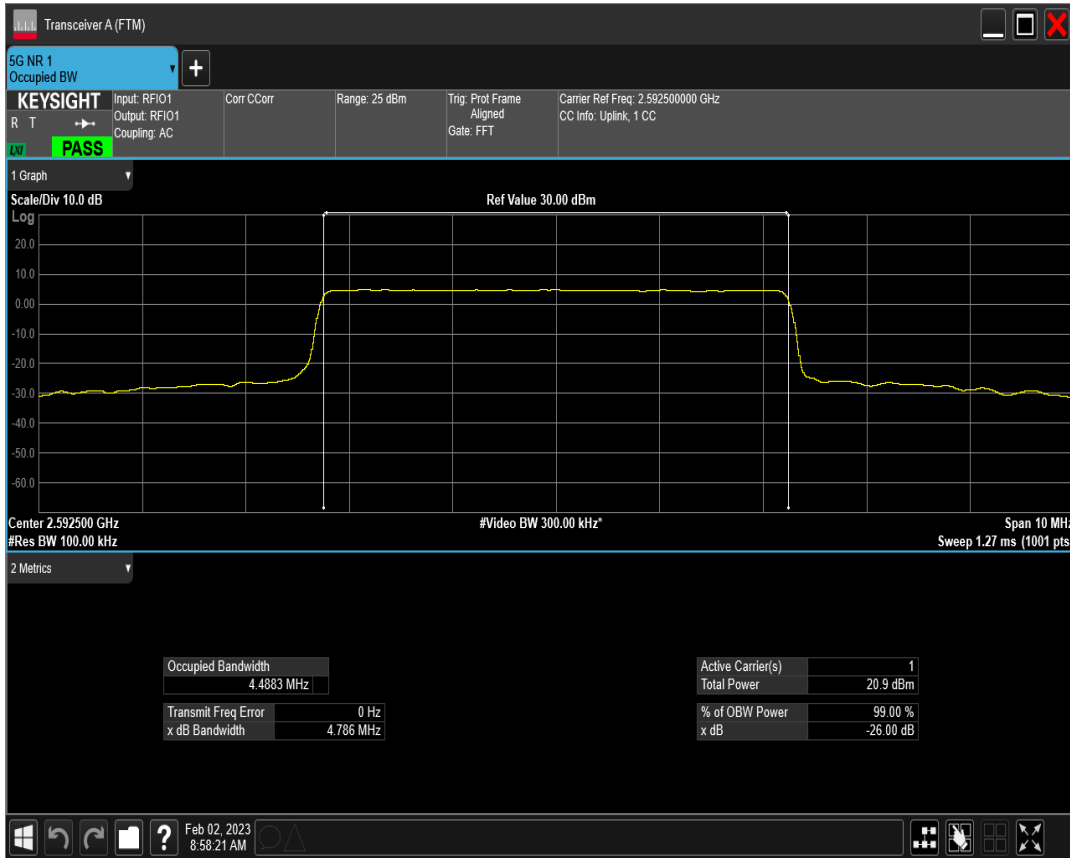 Transceiver A (FTM)
5G NR 1
Occupied BW
+
KEYSIGHT
R T
LXI
PASS
Input: RFIO1
Output: RFIO1
Coupling: AC
Corr CCorr
Range: 25 dBm
Trig: Prot Frame
Aligned
Gate: FFT
Carrier Ref Freq: 2.592500000 GHz
CC Info: Uplink, 1 CC
1 Graph
Scale/Div 10.0 dB
Ref Value 30.00 dBm
Log
20.0
10.0
0.00
-10.0
-20.0
-30.0
-40.0
-50.0
-60.0
Center 2.592500 GHz
#Video BW 300.00 kHz*
Span 10 MHz
#Res BW 100.00 kHz
Sweep 1.27 ms (1001 pts
2 Metrics
Occupied Bandwidth
4.4883 MHz
Transmit Freq Error 0 Hz
x dB Bandwidth 4.786 MHz
Active Carrier(s) 1
Total Power 20.9 dBm
% of OBW Power 99.00 %
x dB -26.00 dB
?
Feb 02, 2023
8:58:21 AM